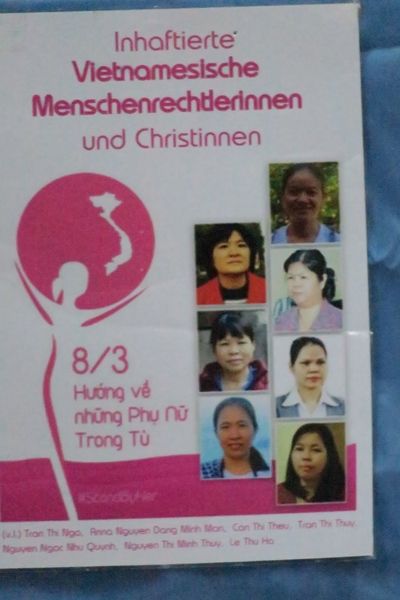 Inhaftierte
Vietnamesische
Menschenrechtlerinnen
und Christinnen
8/3
Hướng về
những Phụ Nữ
Trong Tù
#StandByHer
(v.l.) Tran Thi Nga, Anna Nguyen Dang Minh Man, Can Thi Theu, Tran Thi Thuy,
Nguyen Ngoc Nhu Quynh, Nguyen Thi Minh Thuy, Le Thu Ha